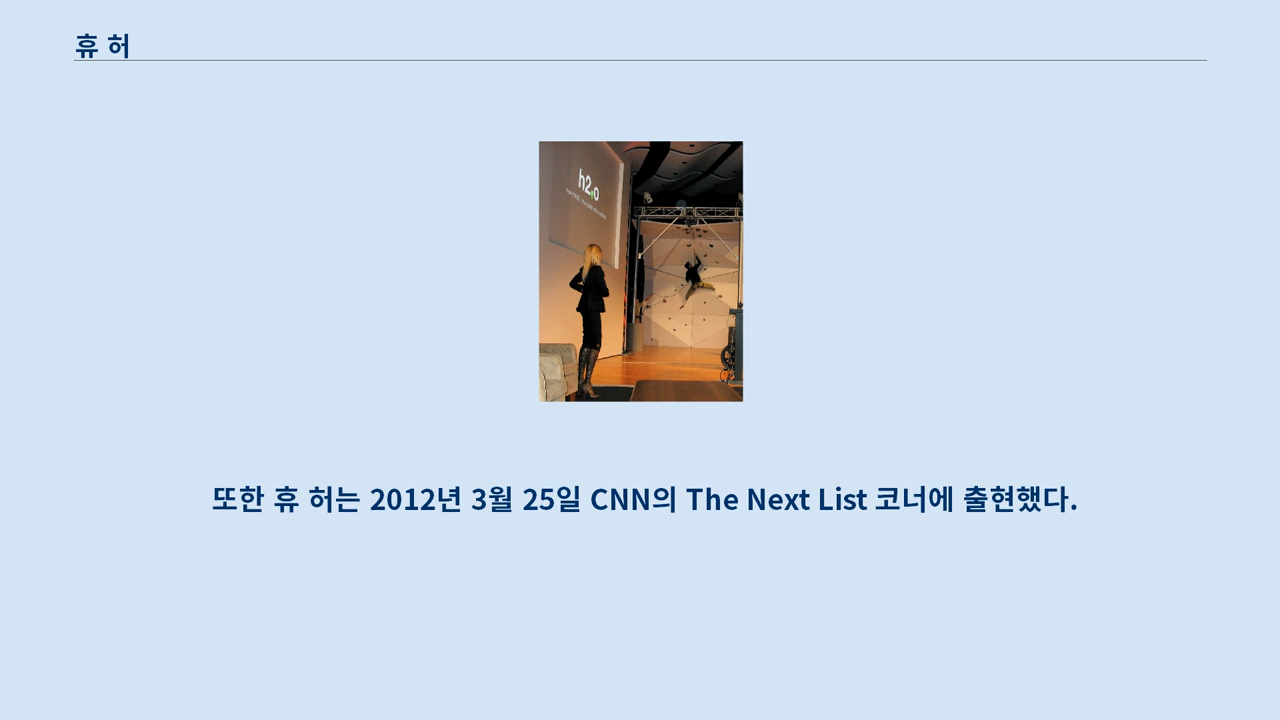 휴 허
h2.o
또한 휴 허는 2012년 3월 25일 CNN의 The Next List 코너에 출현했다.